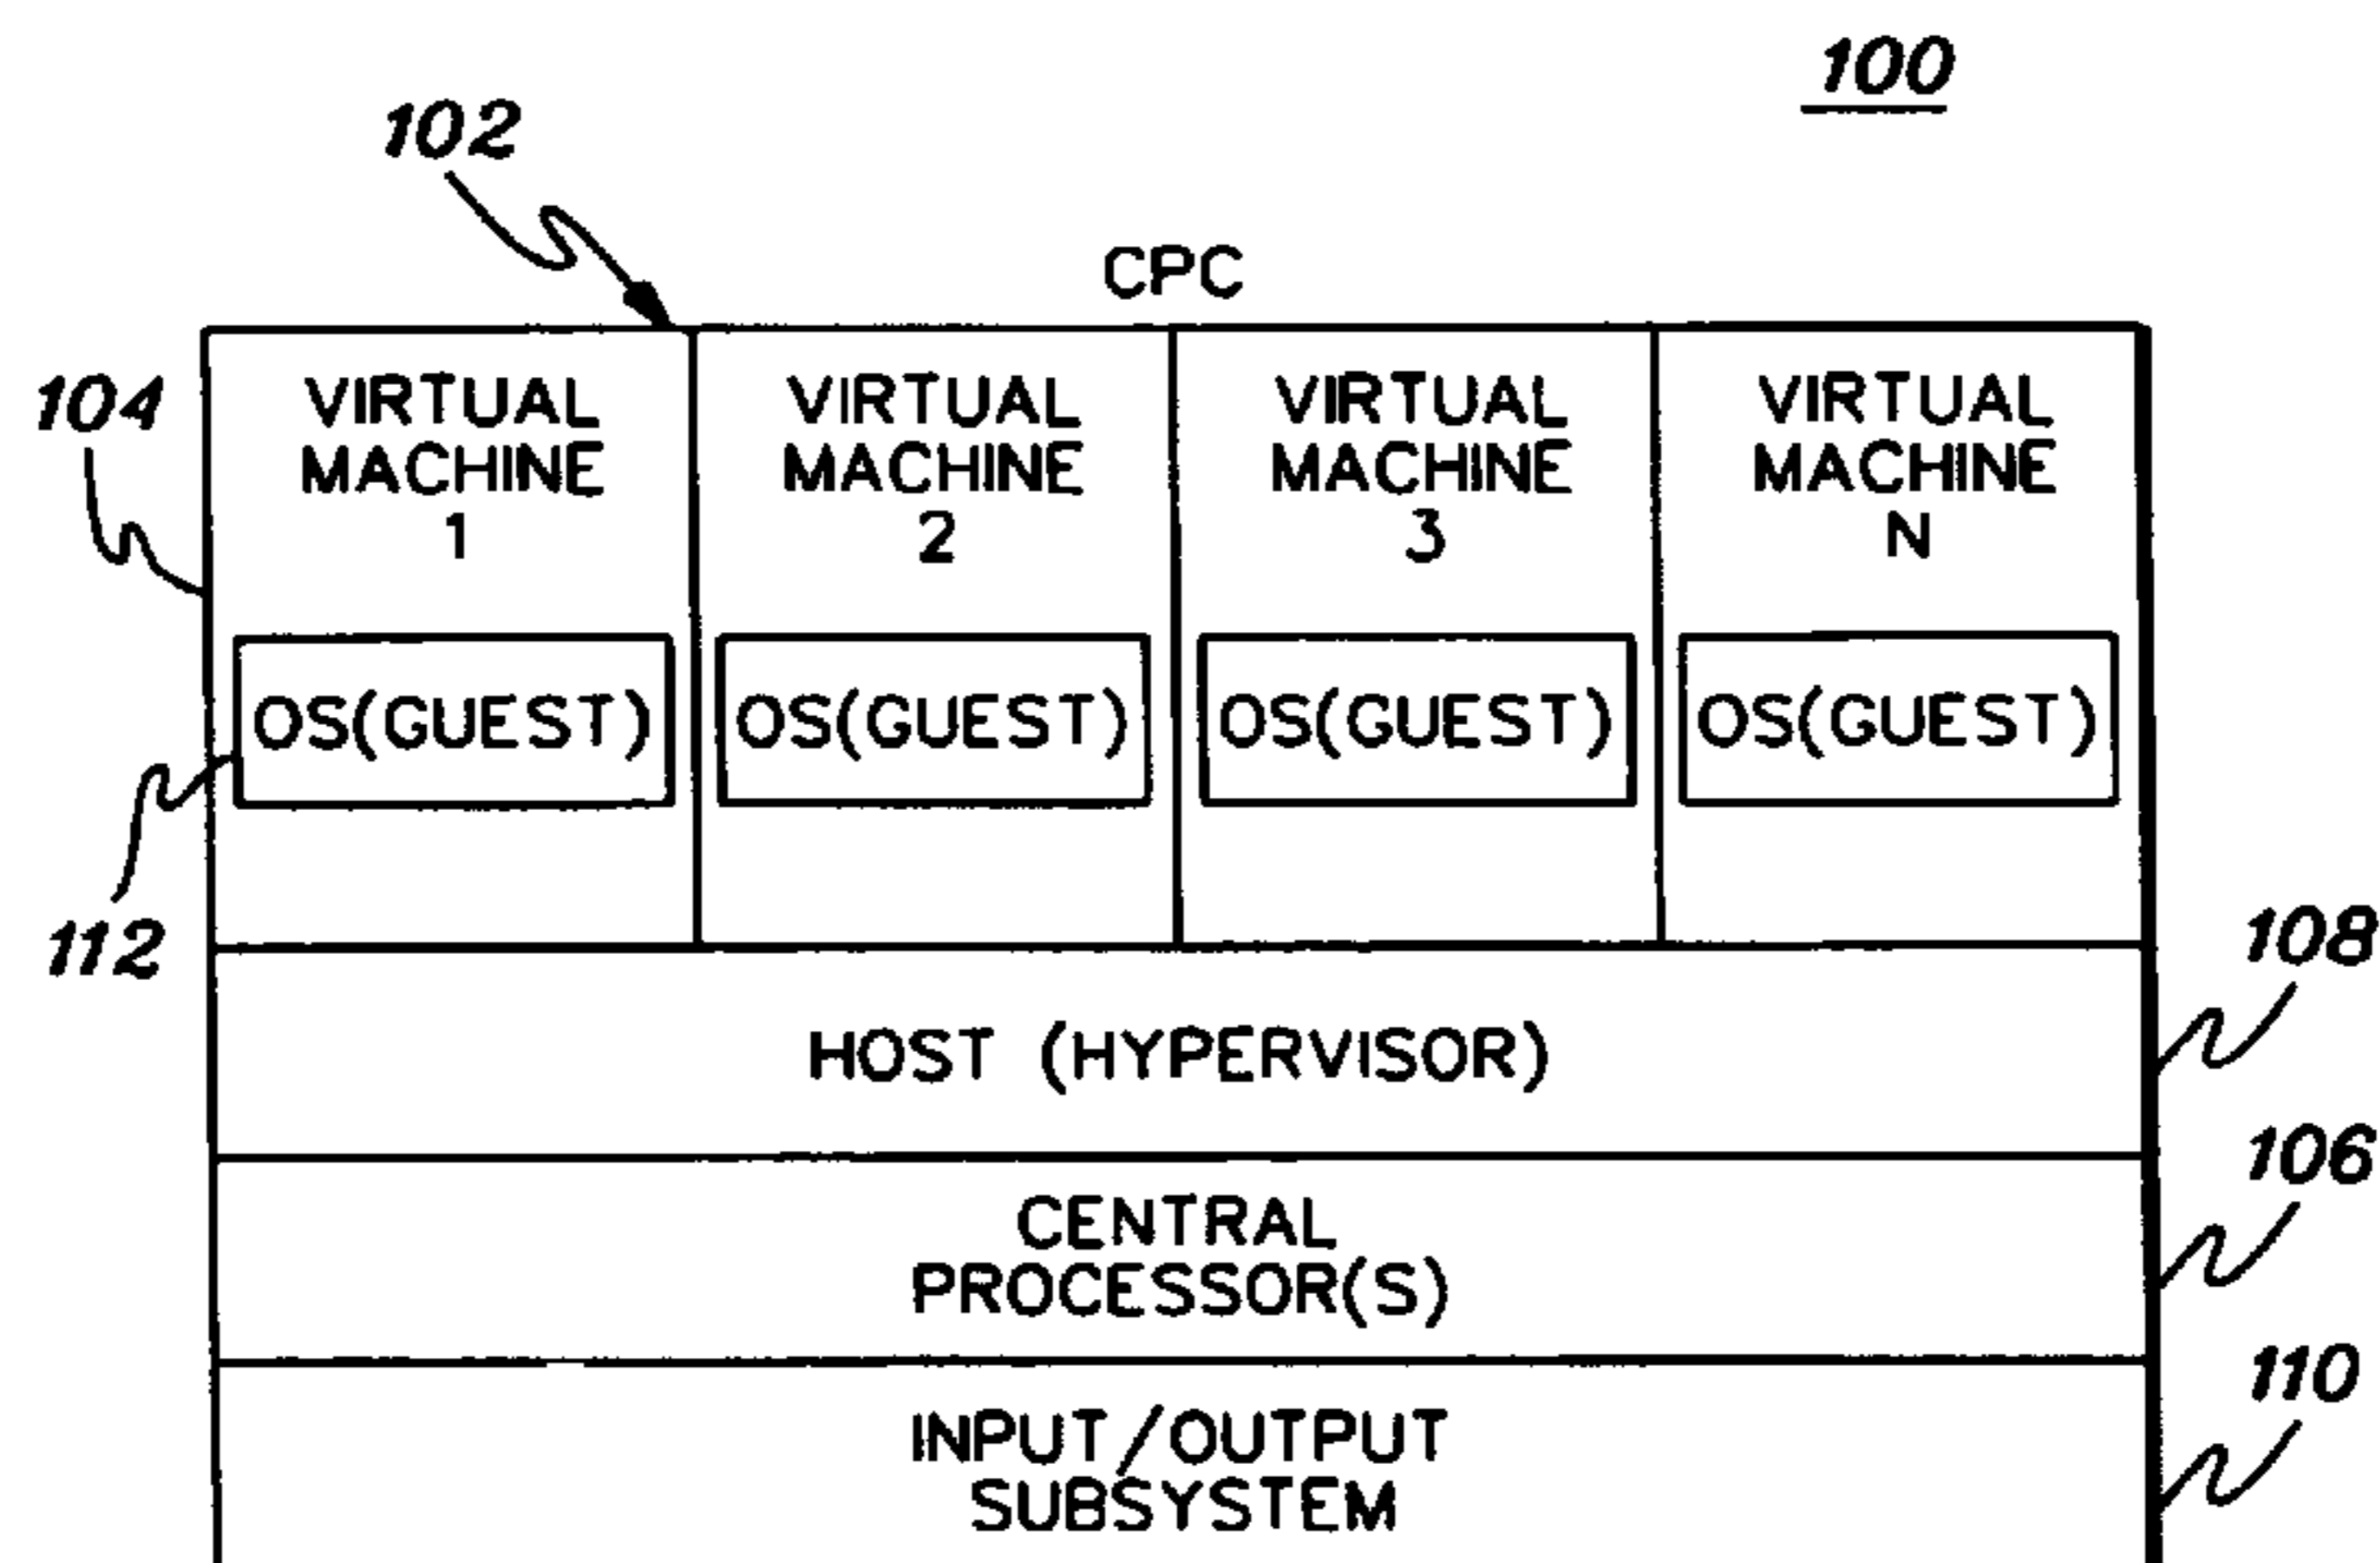 100
102
CPC
104
VIRTUAL
MACHINE
1
VIRTUAL
MACHINE
2
VIRTUAL
MACHINE
3
VIRTUAL
MACHINE
N
OS(GUEST)
OS(GUEST)
OS(GUEST)
OS(GUEST)
112
108
HOST (HYPERVISOR)
106
CENTRAL
PROCESSOR(S)
110
INPUT/OUTPUT
SUBSYSTEM